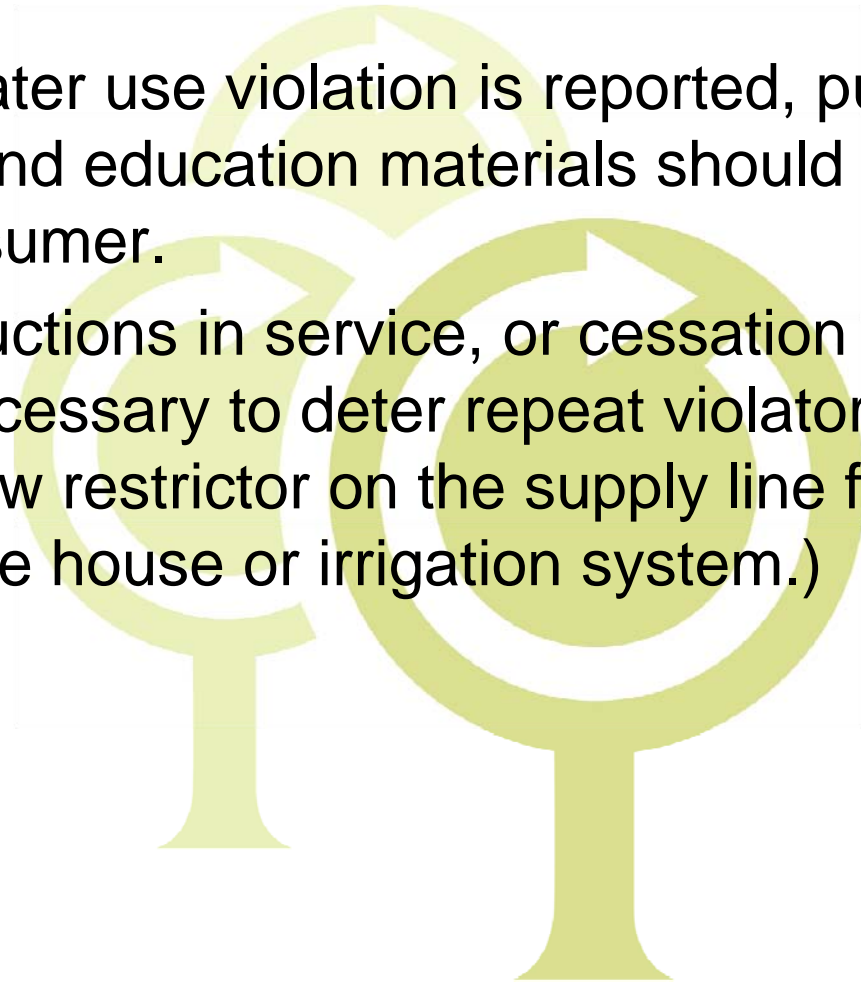 ater use violation is reported, pu
nd education materials should
sumer.
uctions in service, or cessation
cessary to deter repeat violator
w restrictor on the supply line f
e house or irrigation system.)